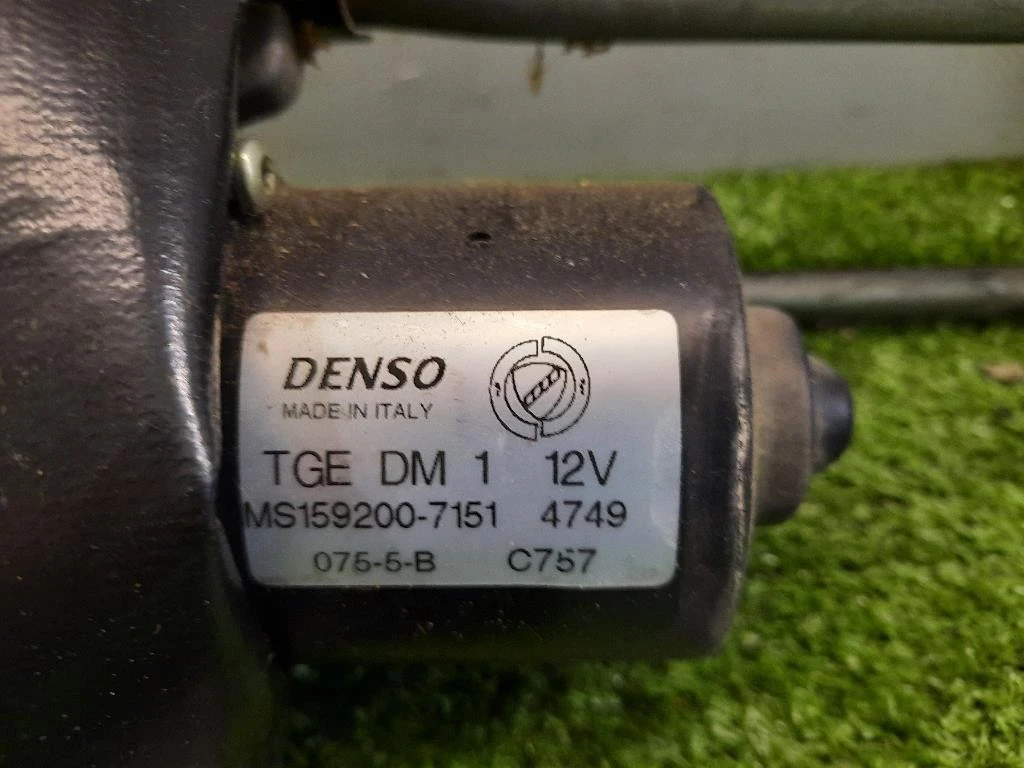 DENSO
MADE IN ITALY
TGE DM 1 12V
MS159200-7151 4749
075-5-B C757